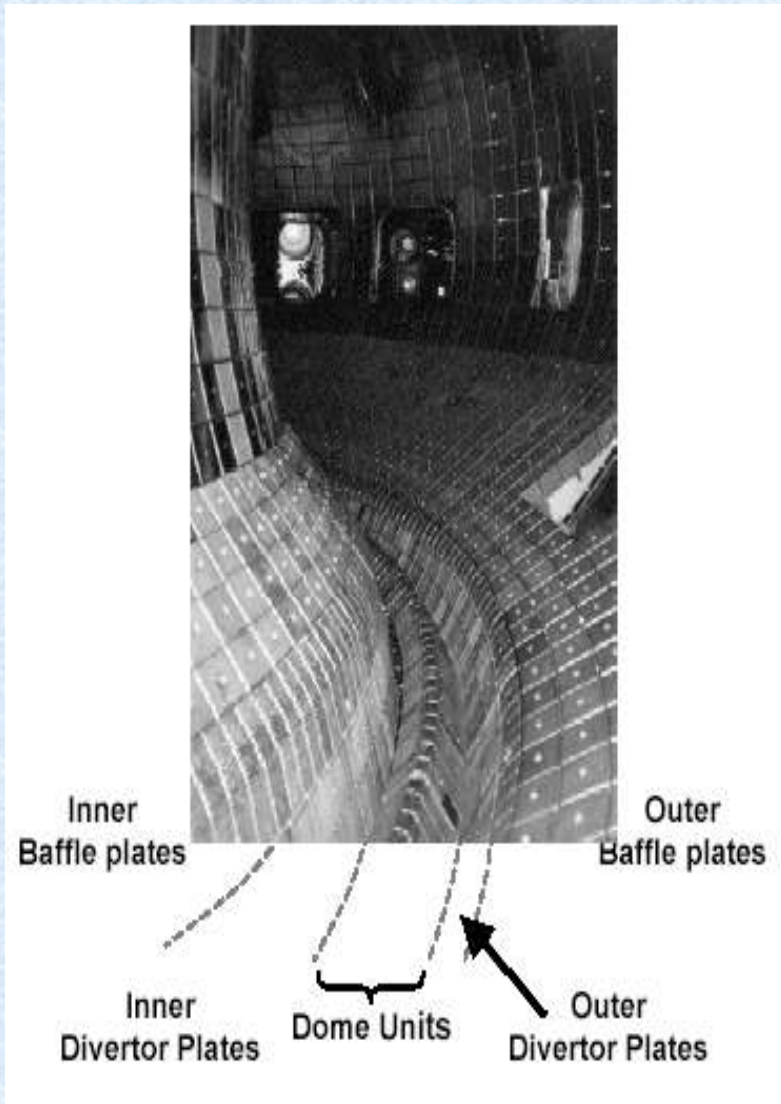 Inner
Baffle plates
Outer
Baffle plates
Inner
Divertor Plates
Dome Units
Outer
Divertor Plates